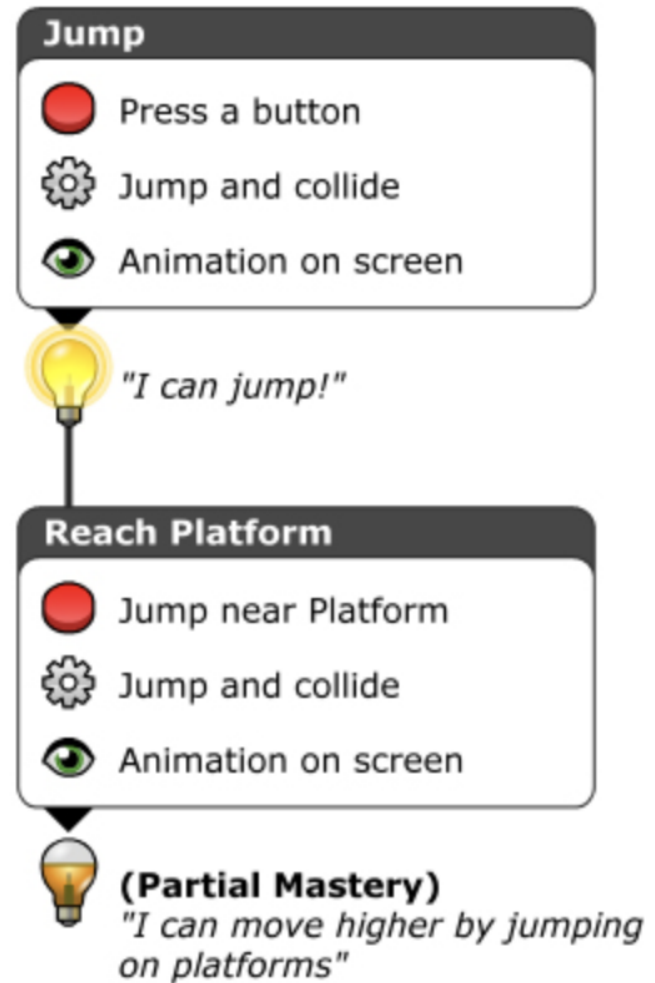 Jump
Press a button
Jump and collide
Animation on screen
"I can jump!"
Reach Platform
Jump near Platform
Jump and collide
Animation on screen
(Partial Mastery)
"I can move higher by jumping
on platforms"